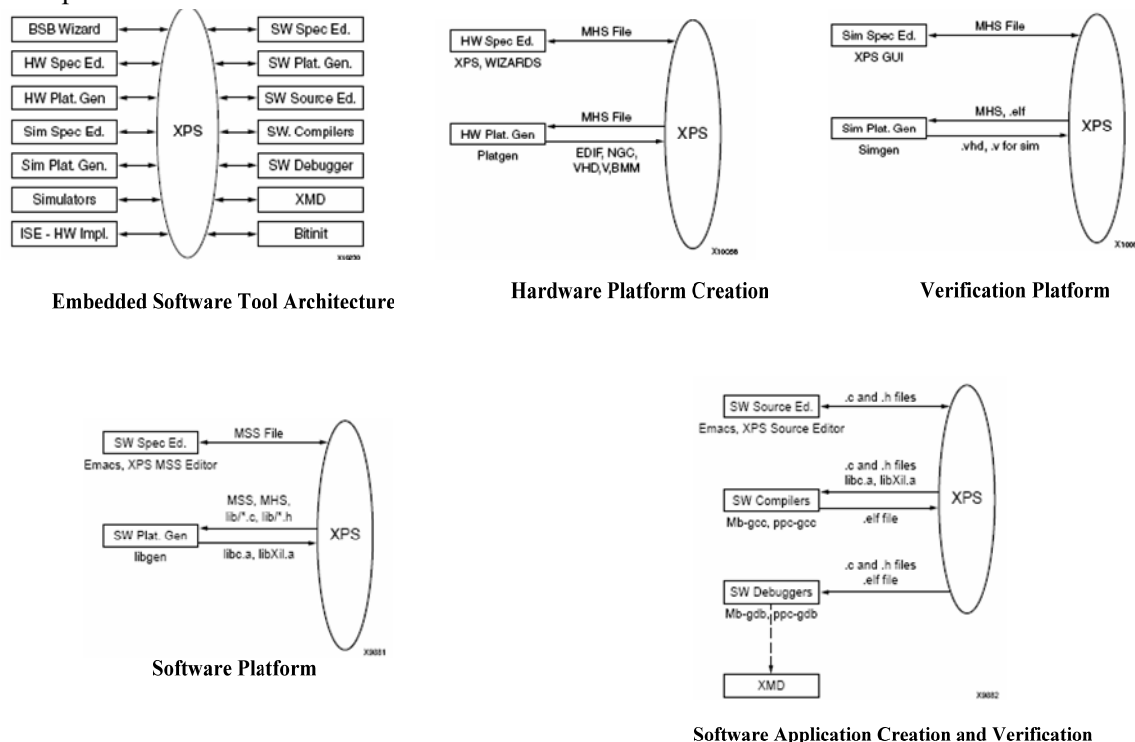 BSB Wizard
HW Spec Ed.
HW Plat. Gen
Sim Spec Ed.
Sim Plat. Gen.
Simulators
ISE - HW Impl.
XPS
SW Spec Ed.
SW Plat. Gen.
SW Source Ed.
SW. Compilers
SW Debugger
XMD
Bitinit
Embedded Software Tool Architecture
HW Spec Ed.
XPS, WIZARDS
MHS File
HW Plat. Gen
Platgen
MHS File
EDIF, NGC,
VHD,V,BMM
XPS
X10066
Hardware Platform Creation
Sim Spec Ed.
XPS GUI
MHS File
Sim Plat. Gen
Simgen
MHS, .elf
.vhd, .v for sim
XPS
Verification Platform
SW Spec Ed.
Emacs, XPS MSS Editor
MSS File
MSS, MHS,
lib/*.c, lib/*.h
SW Plat. Gen
libgen
libc.a, libXil.a
XPS
Software Platform
SW Source Ed.
Emacs, XPS Source Editor
.c and .h files
.c and .h files
libc.a, libXil.a
SW Compilers
Mb-gcc, ppc-gcc
.elf file
.c and .h files
.elf file
SW Debuggers
Mb-gdb, ppc-gdb
XMD
XPS
Software Application Creation and Verification